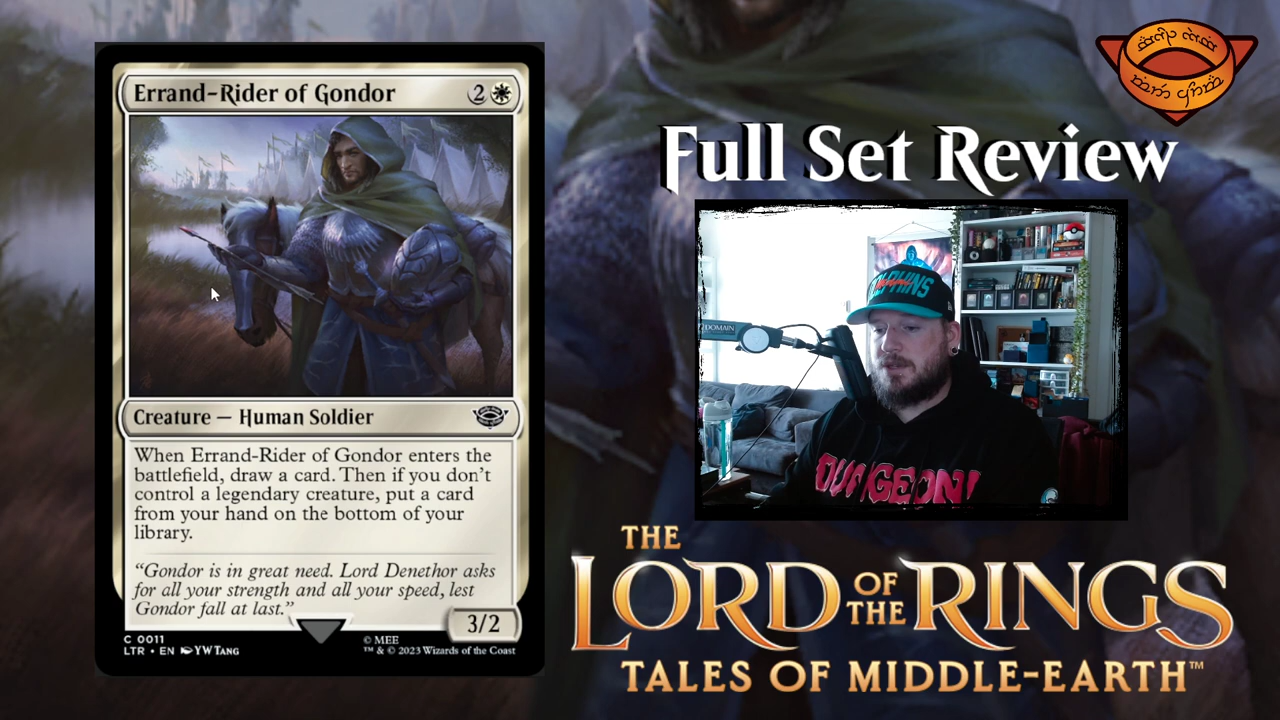 Errand-Rider of Gondor 2
Creature — Human Soldier
When Errand-Rider of Gondor enters the
battlefield, draw a card. Then if you don't
control a legendary creature, put a card
from your hand on the bottom of your
library.
“Gondor is in great need. Lord Denethor asks
for all your strength and all your speed, lest
Gondor fall at last.”
3/2
C 0011
LTR • EN YW Tang
© MEE
™ & © 2023 Wizards of the Coast
Full Set Review
DOLPHINS
DOMAIN
DUNGEON!
THE
LORD OF THE RINGS
TALES OF MIDDLE-EARTH™